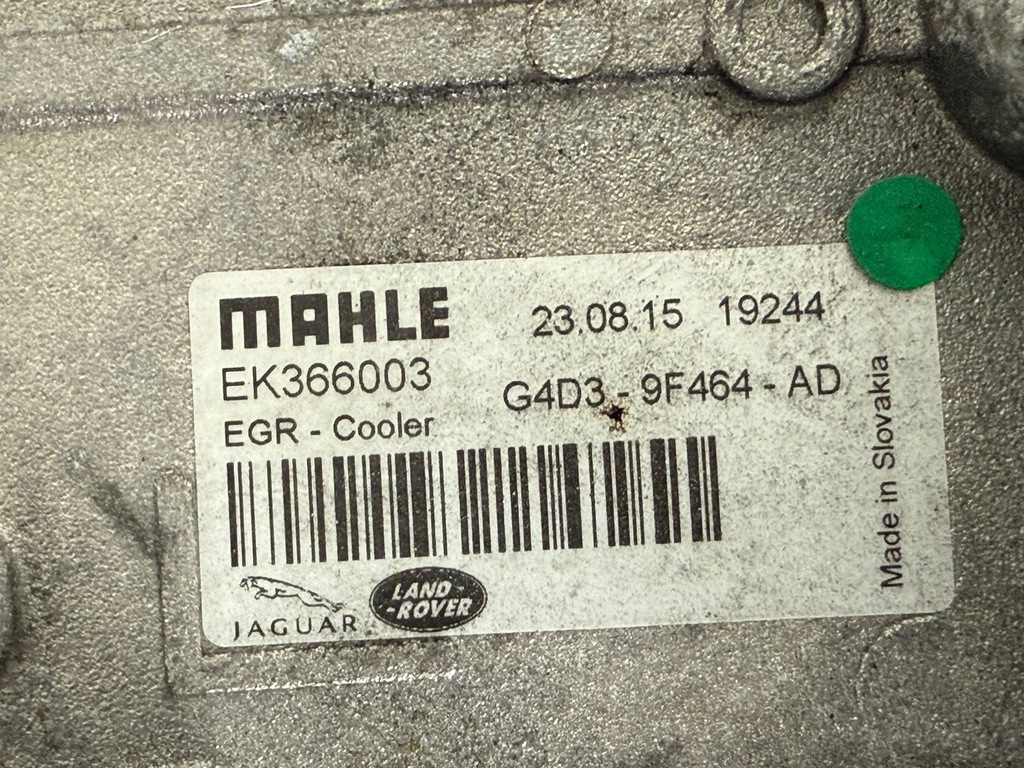 MAHLE
23.08.15 19244
EK366003
G4D3 - 9F464 - AD
EGR - Cooler
JAGUAR
LAND
-ROVER
Made in Slovakia